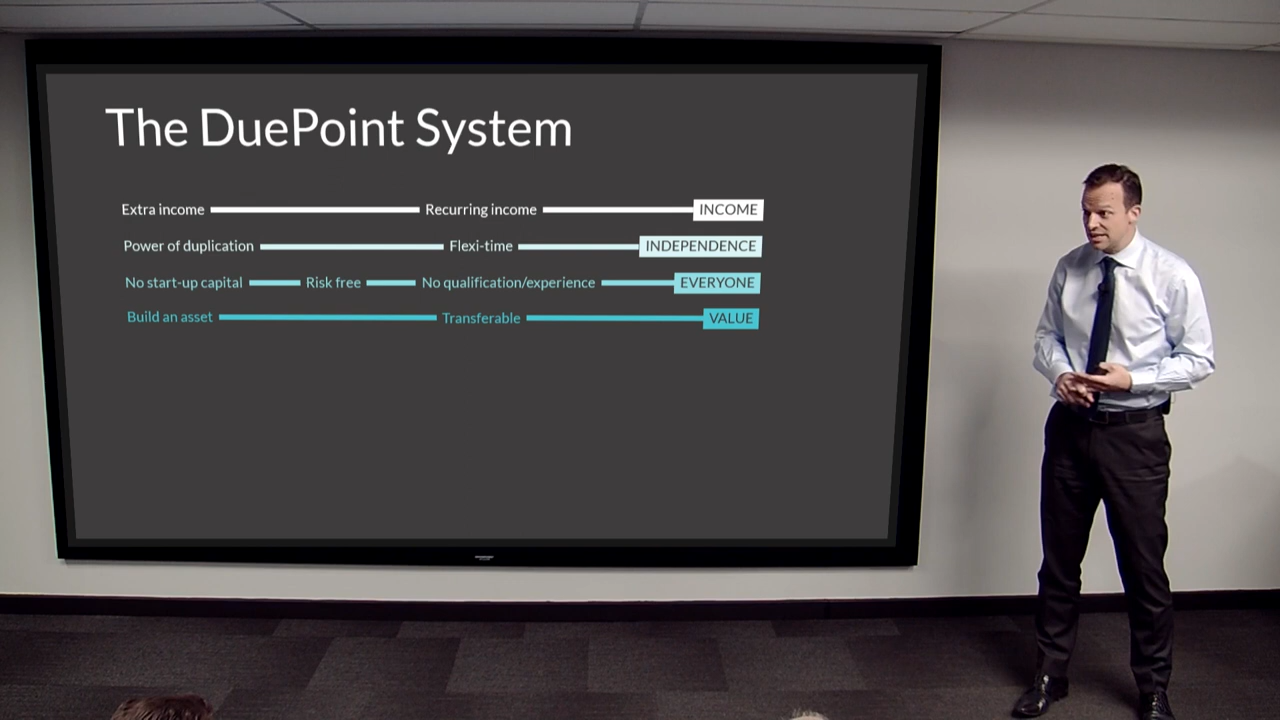 The DuePoint System
Extra income Recurring income INCOME
Power of duplication Flexi-time INDEPENDENCE
No start-up capital Risk free No qualification/experience EVERYONE
Build an asset Transferable VALUE